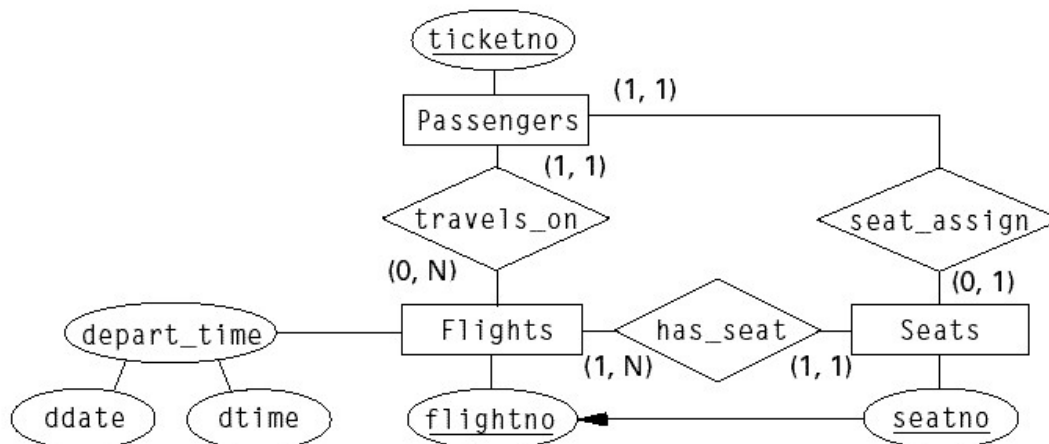 ticketno
(1, 1)
Passengers
(1, 1)
travels_on
seat_assign
(0, N)
(0, 1)
depart_time
Flights
has_seat
Seats
(1, N)
(1, 1)
ddate
dtime
flightno
seatno